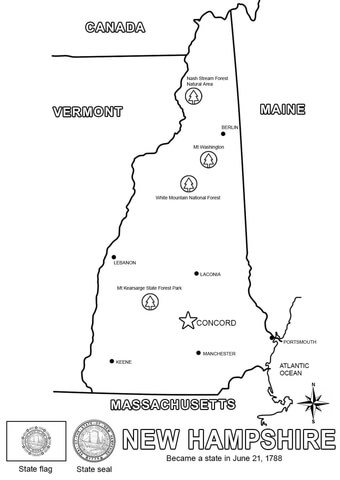 CANADA
Nash Stream Forest
Natural Area
VERMONT
MAINE
BERLIN
Mt Washington
White Mountain National Forest
LEBANON
LACONIA
Mt Kearsarge State Forest Park
CONCORD
PORTSMOUTH
MANCHESTER
KEENE
ATLANTIC
OCEAN
MASSACHUSETTS
N
W
E
S
NEW HAMPSHIRE
Became a state in June 21, 1788
State flag
State seal